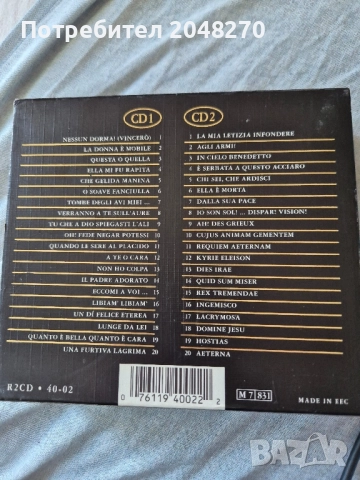 Потребител 2048270
CD1
NESSUN DORMA! (VINCERÒ) 1
LA DONNA È MOBILE 2
QUESTA O QUELLA 3
ELLA MI FU RAPITA 4
CHE GELIDA MANINA 5
O SOAVE FANCIULLA 6
TOMBE DEGLI AVI MIEI ... 7
VERRANNO A TE SULL'AURE 8
TU CHE A DIO SPIEGASTI L'ALI 9
OH! FEDE NEGAR POTESSI 10
QUANDO LE SERE AL PLACIDO 11
A TE O CARA 12
NON HO COLPA 13
IL PADRE ADORATO 14
ECCOMI A VOI ... 15
LIBIAM' LIBIAM' 16
UN DÌ FELICE ETEREA 17
LUNGE DA LEI 18
QUANTO È BELLA QUANTO È CARA 19
UNA FURTIVA LAGRIMA 20
CD2
1 LA MIA LETIZIA INFONDERE
2 AGLI ARMI!
3 IN CIELO BENEDETTO
4 È SERBATA A QUESTO ACCIARO
5 CHI SEI, CHE ARDISCI
6 ELLA È MORTA
7 DALLA SUA PACE
8 IO SON SOL! ... DISPAR! VISION!
9 AH! DES GRIEUX
10 CUJUS ANIMAM GEMENTEM
11 REQUIEM AETERNAM
12 KYRIE ELEISON
13 DIES IRAE
14 QUID SUM MISER
15 REX TREMENDAE
16 INGEMISCO
17 LACRYMOSA
18 DOMINE JESU
19 HOSTIAS
20 AETERNA
R2CD • 40-02
0 76119 40022 2
M 7 831
MADE IN EEC
bazar